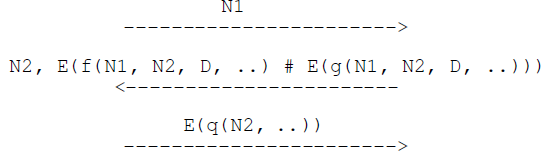 N1
------------------------>
N2, E(f(N1, N2, D, ..) # E(g(N1, N2, D, ..)))
<------------------------
E(q(N2, ..))
------------------------>